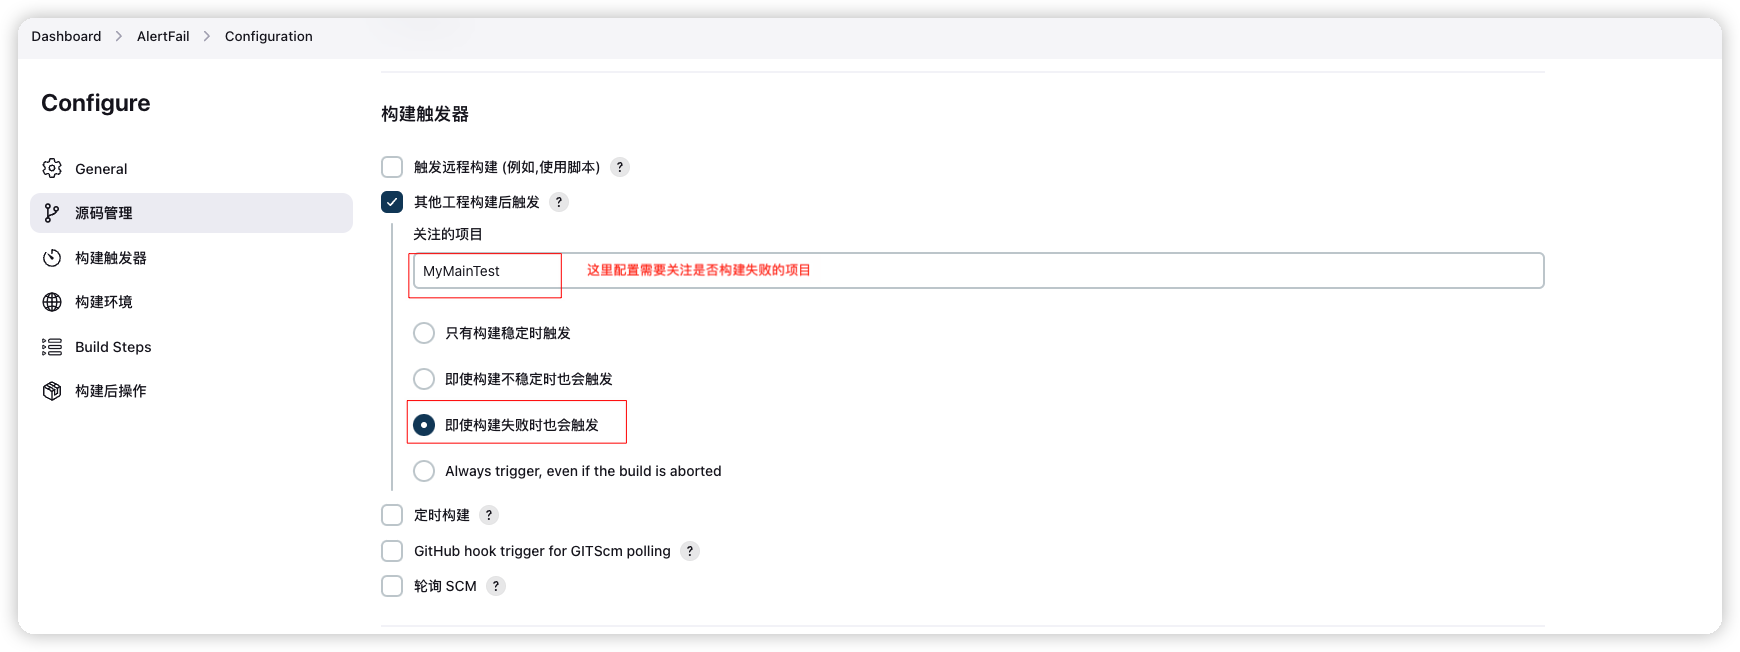 Dashboard > AlertFail > Configuration
Configure
General
源码管理
构建触发器
构建环境
Build Steps
构建后操作
构建触发器
触发远程构建 (例如,使用脚本) ?
其他工程构建后触发 ?
关注的项目
MyMainTest 这里配置需要关注是否构建失败的项目
只有构建稳定时触发
即使构建不稳定时也会触发
即使构建失败时也会触发
Always trigger, even if the build is aborted
定时构建 ?
GitHub hook trigger for GITScm polling ?
轮询 SCM ?